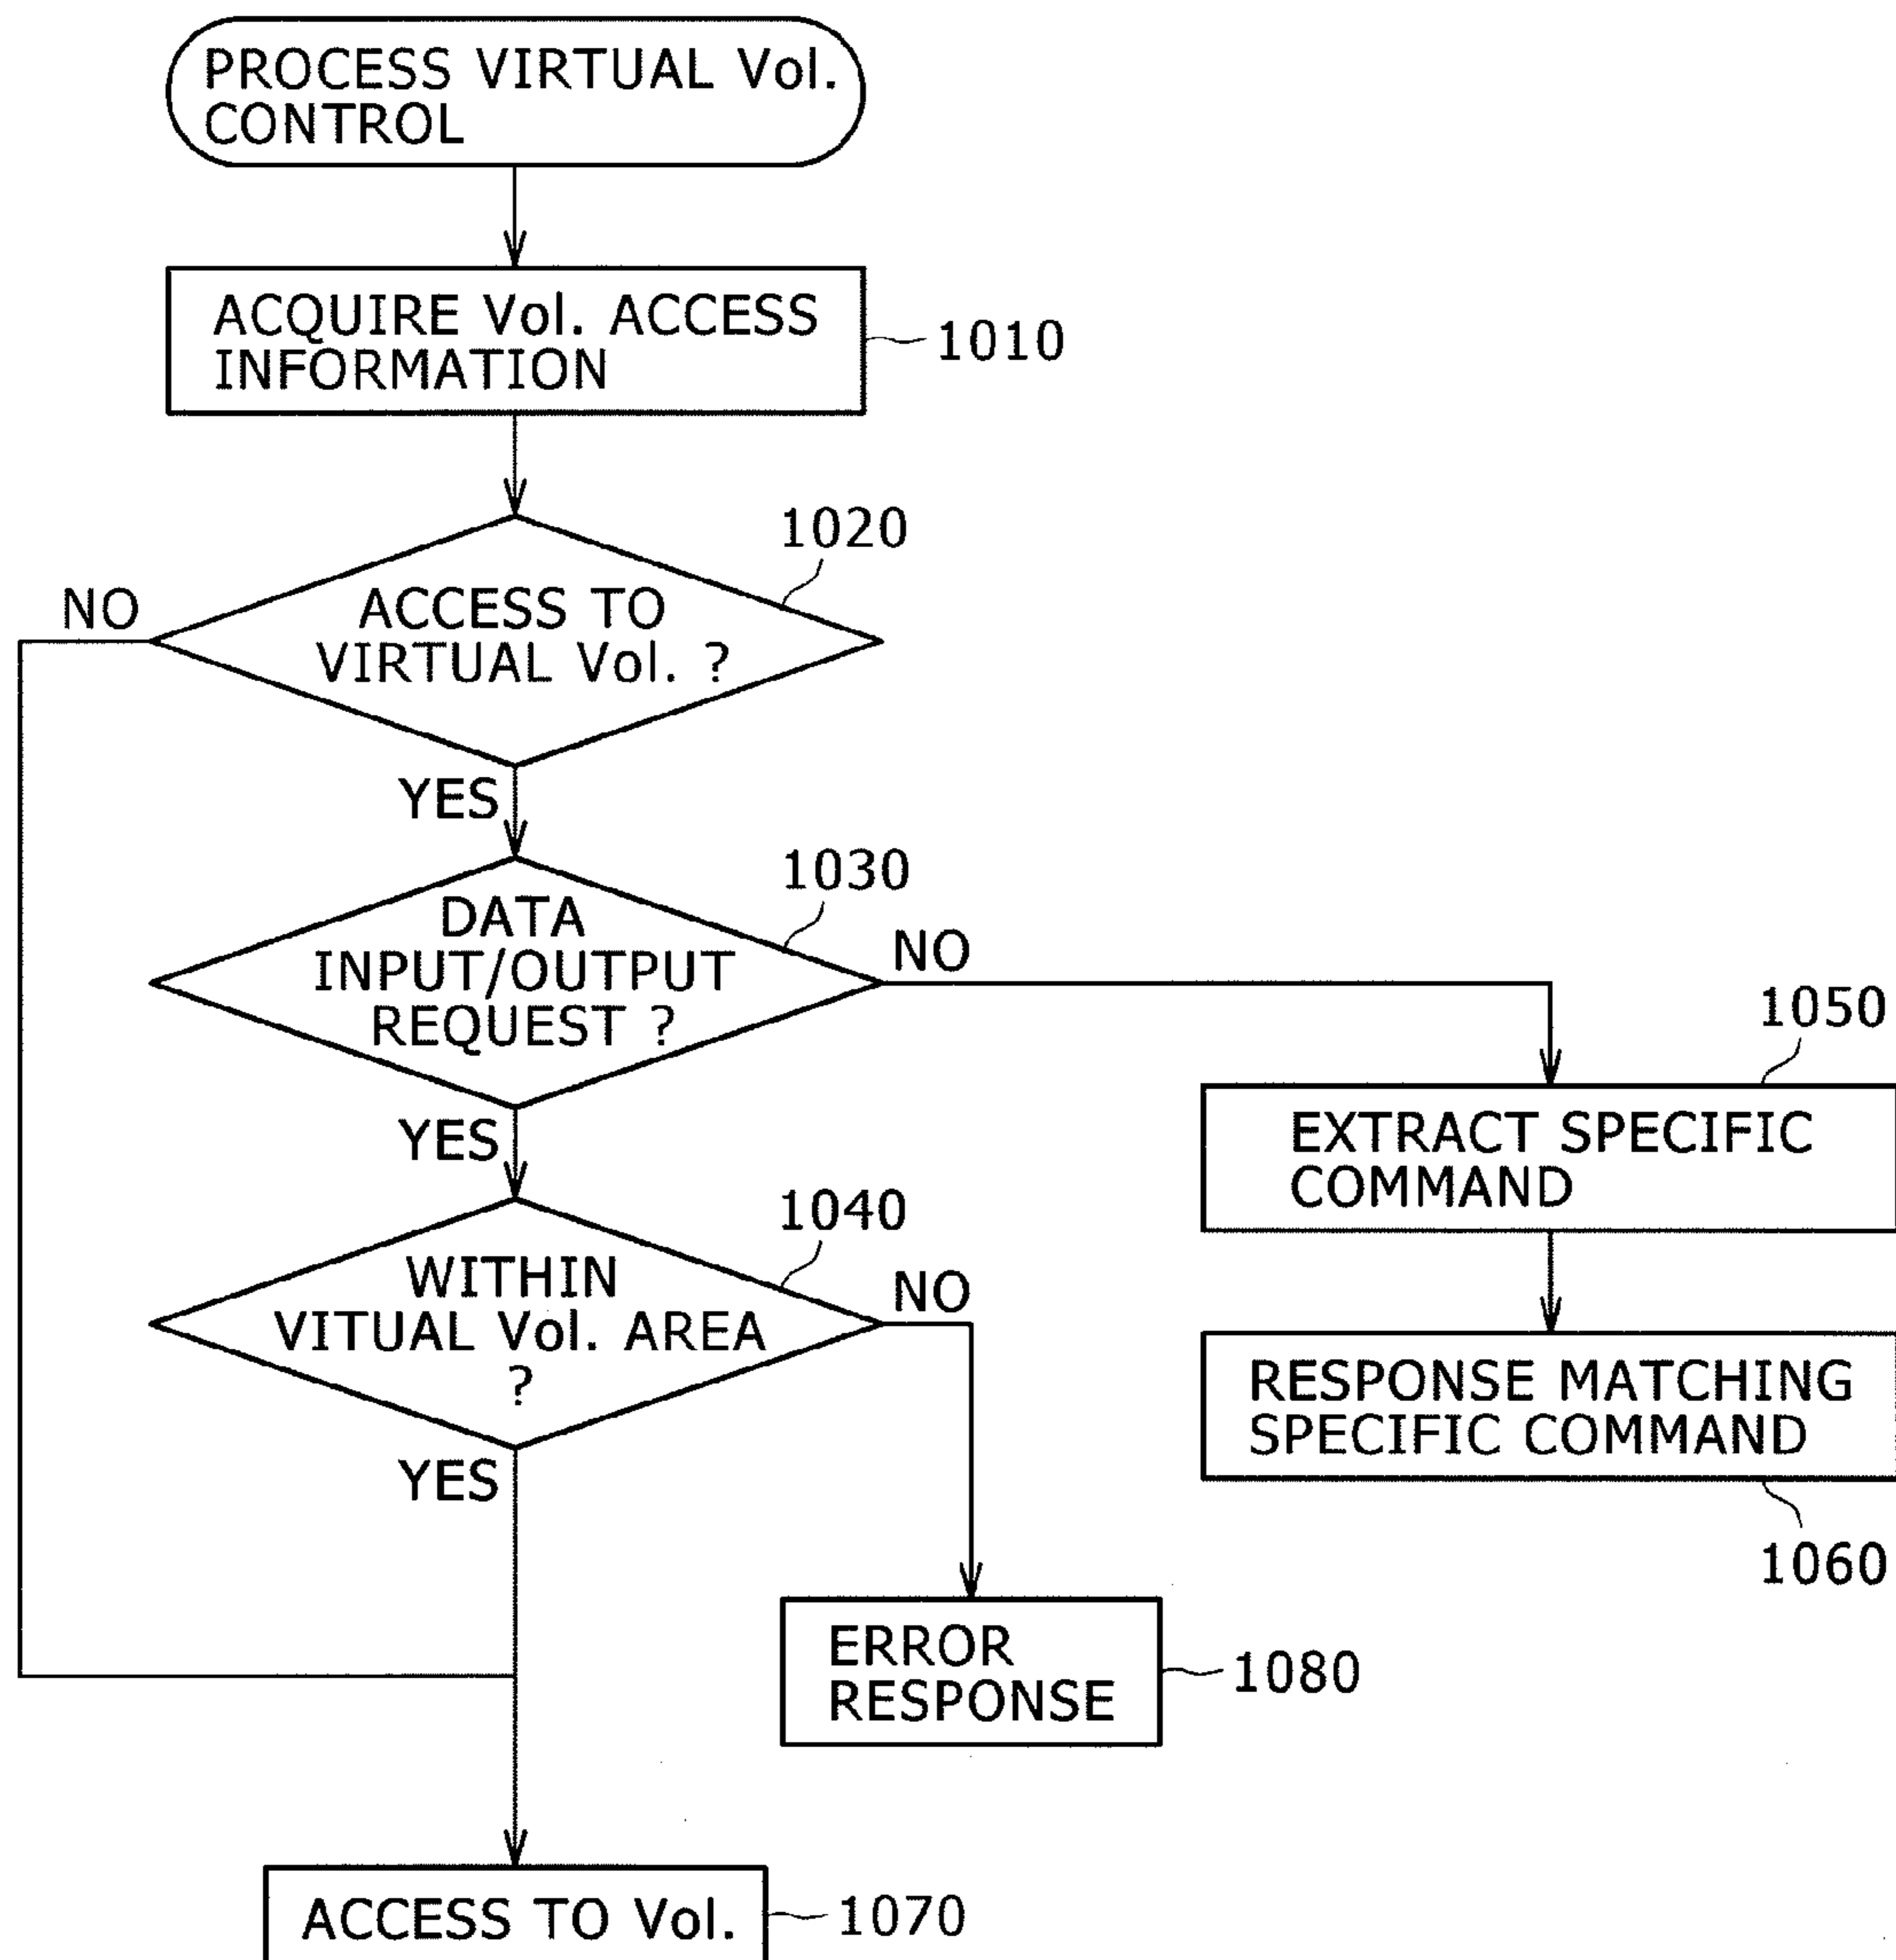 PROCESS VIRTUAL Vol.
CONTROL
ACQUIRE Vol. ACCESS
INFORMATION
1010
1020
ACCESS TO
VIRTUAL Vol. ?
NO
YES
1030
DATA
INPUT/OUTPUT
REQUEST ?
NO
YES
1050
EXTRACT SPECIFIC
COMMAND
1040
WITHIN
VITUAL Vol. AREA
?
NO
YES
RESPONSE MATCHING
SPECIFIC COMMAND
1060
ERROR
RESPONSE
1080
ACCESS TO Vol.
1070